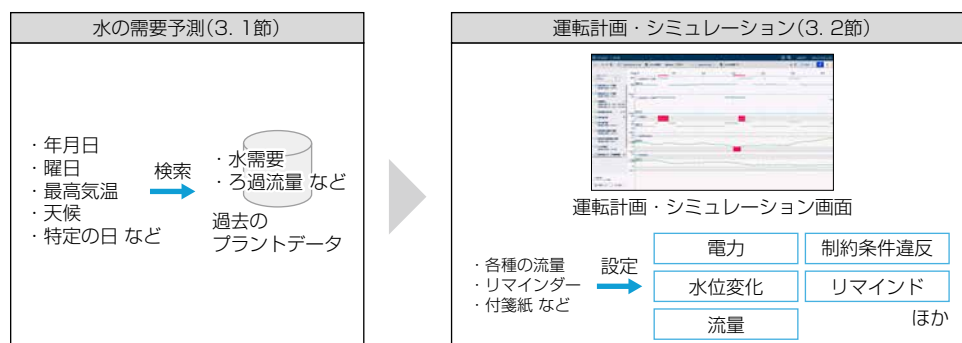 水の需要予測(3. 1節)
・年月日
・曜日
・最高気温
・天候
・特定の日 など
検索
・水需要
・ろ過流量 など
過去の
プラントデータ
運転計画・シミュレーション(3. 2節)
運転計画・シミュレーション画面
・各種の流量
・リマインダー
・付箋紙 など
設定
電力
制約条件違反
水位変化
リマインド
流量
ほか